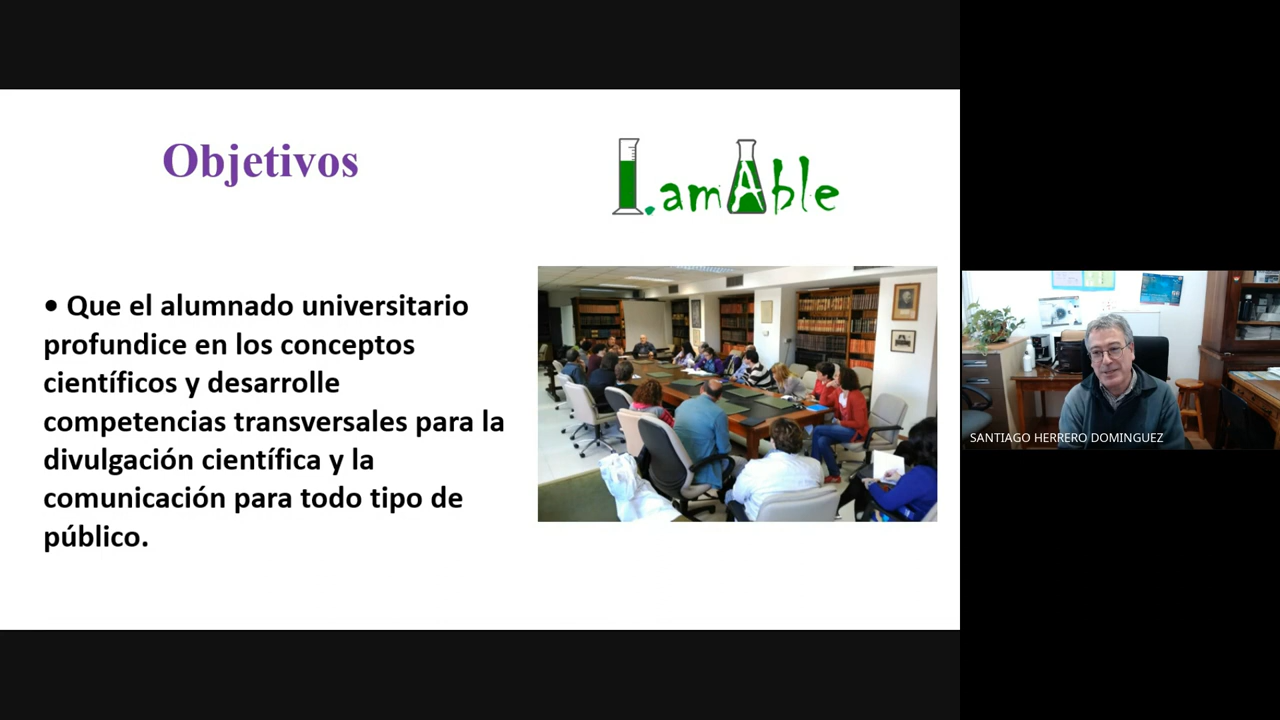 Objetivos
I.amAble
• Que el alumnado universitario
profundice en los conceptos
científicos y desarrolle
competencias transversales para la
divulgación científica y la
comunicación para todo tipo de
público.
SANTIAGO HERRERO DOMINGUEZ